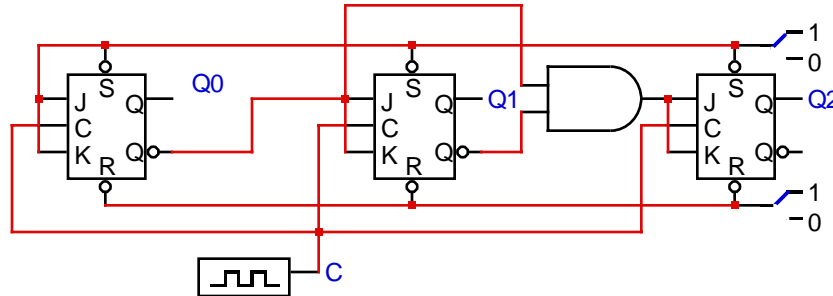 1
0
S S S
Q0 Q1 Q2
J Q J Q J Q
C C C
K Q K Q K Q
R R R
1
0
C